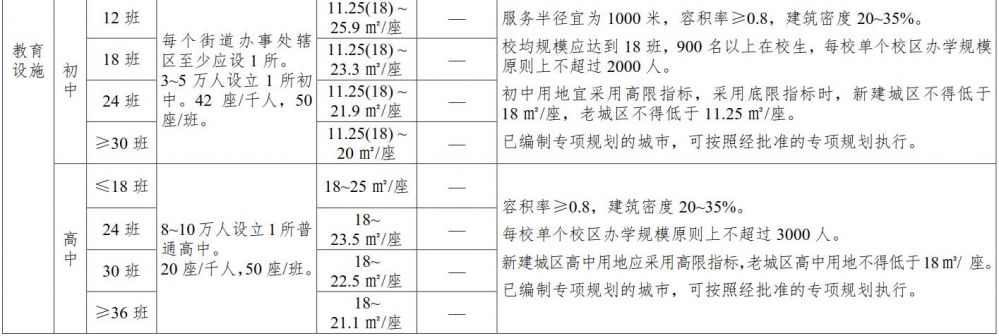 教育
设施
初
中
12 班
18 班
24 班
≥30 班
每个街道办事处辖
区至少应设 1 所。
3~5 万人设立 1 所初
中。42 座/千人，50
座/班。
11.25(18) ~
25.9 ㎡/座
11.25(18) ~
23.3 ㎡/座
11.25(18) ~
21.9 ㎡/座
11.25(18) ~
20 ㎡/座
—
—
—
—
服务半径宜为 1000 米，容积率≥0.8，建筑密度 20~35%。
校均规模应达到 18 班，900 名以上在校生，每校单个校区办学规模
原则上不超过 2000 人。
初中用地宜采用高限指标，采用底限指标时，新建城区不得低于
18 ㎡/座，老城区不得低于 11.25 ㎡/座。
已编制专项规划的城市，可按照经批准的专项规划执行。
高
中
≤18 班
24 班
30 班
≥36 班
8~10 万人设立 1 所普
通高中。
20 座/千人，50 座/班。
18~25 ㎡/座
18~
23.5 ㎡/座
18~
22.5 ㎡/座
18~
21.1 ㎡/座
—
—
—
—
容积率≥0.8，建筑密度 20~35%。
每校单个校区办学规模原则上不超过 3000 人。
新建城区高中用地应采用高限指标，老城区高中用地不得低于 18 ㎡/ 座。
已编制专项规划的城市，可按照经批准的专项规划执行。